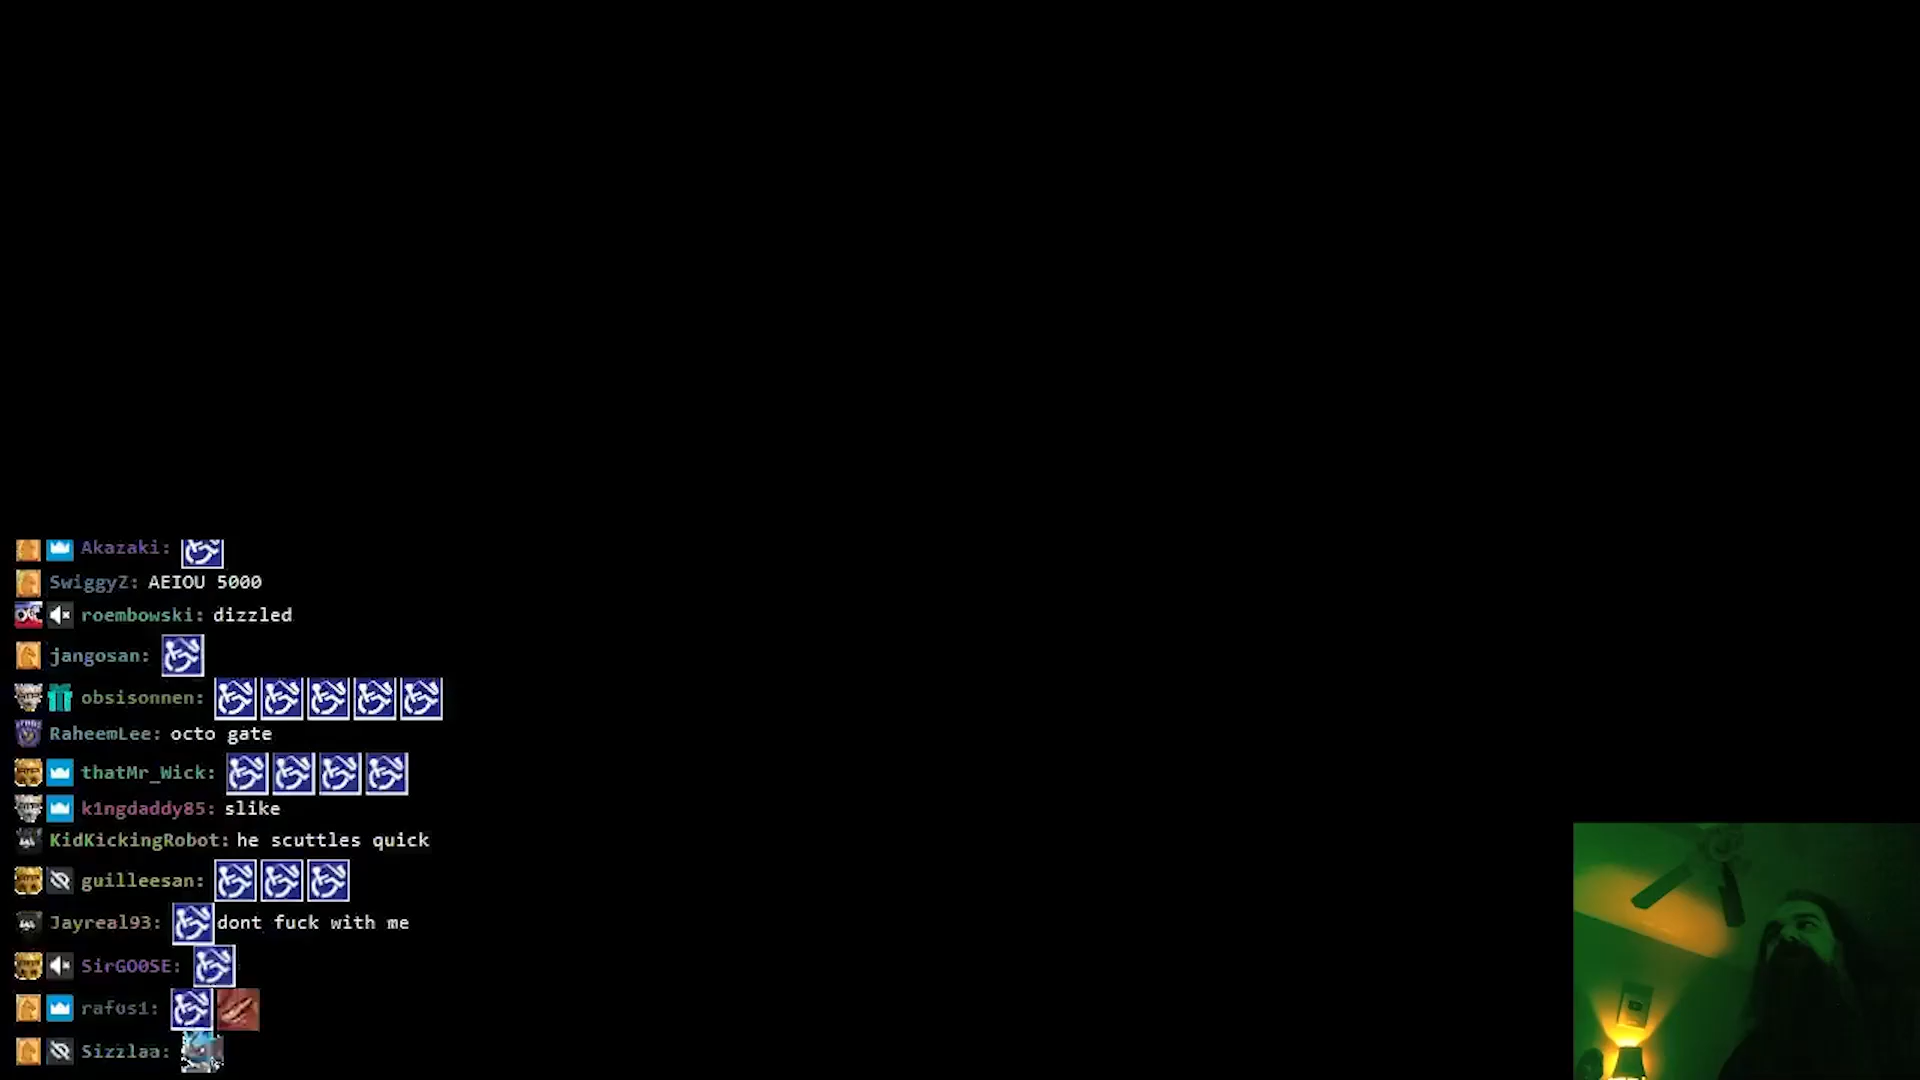 Akazaki:
SwiggyZ: AEIOU 5000
roembowski: dizzled
jangosan:
obsisonnen:
RaheemLee: octo gate
thatMr_Wick:
k1ngdaddy85: slike
KidKickingRobot: he scuttles quick
guilleesan:
Jayreal93: dont fuck with me
SirGO0SE:
rafos1:
Sizzlaa: